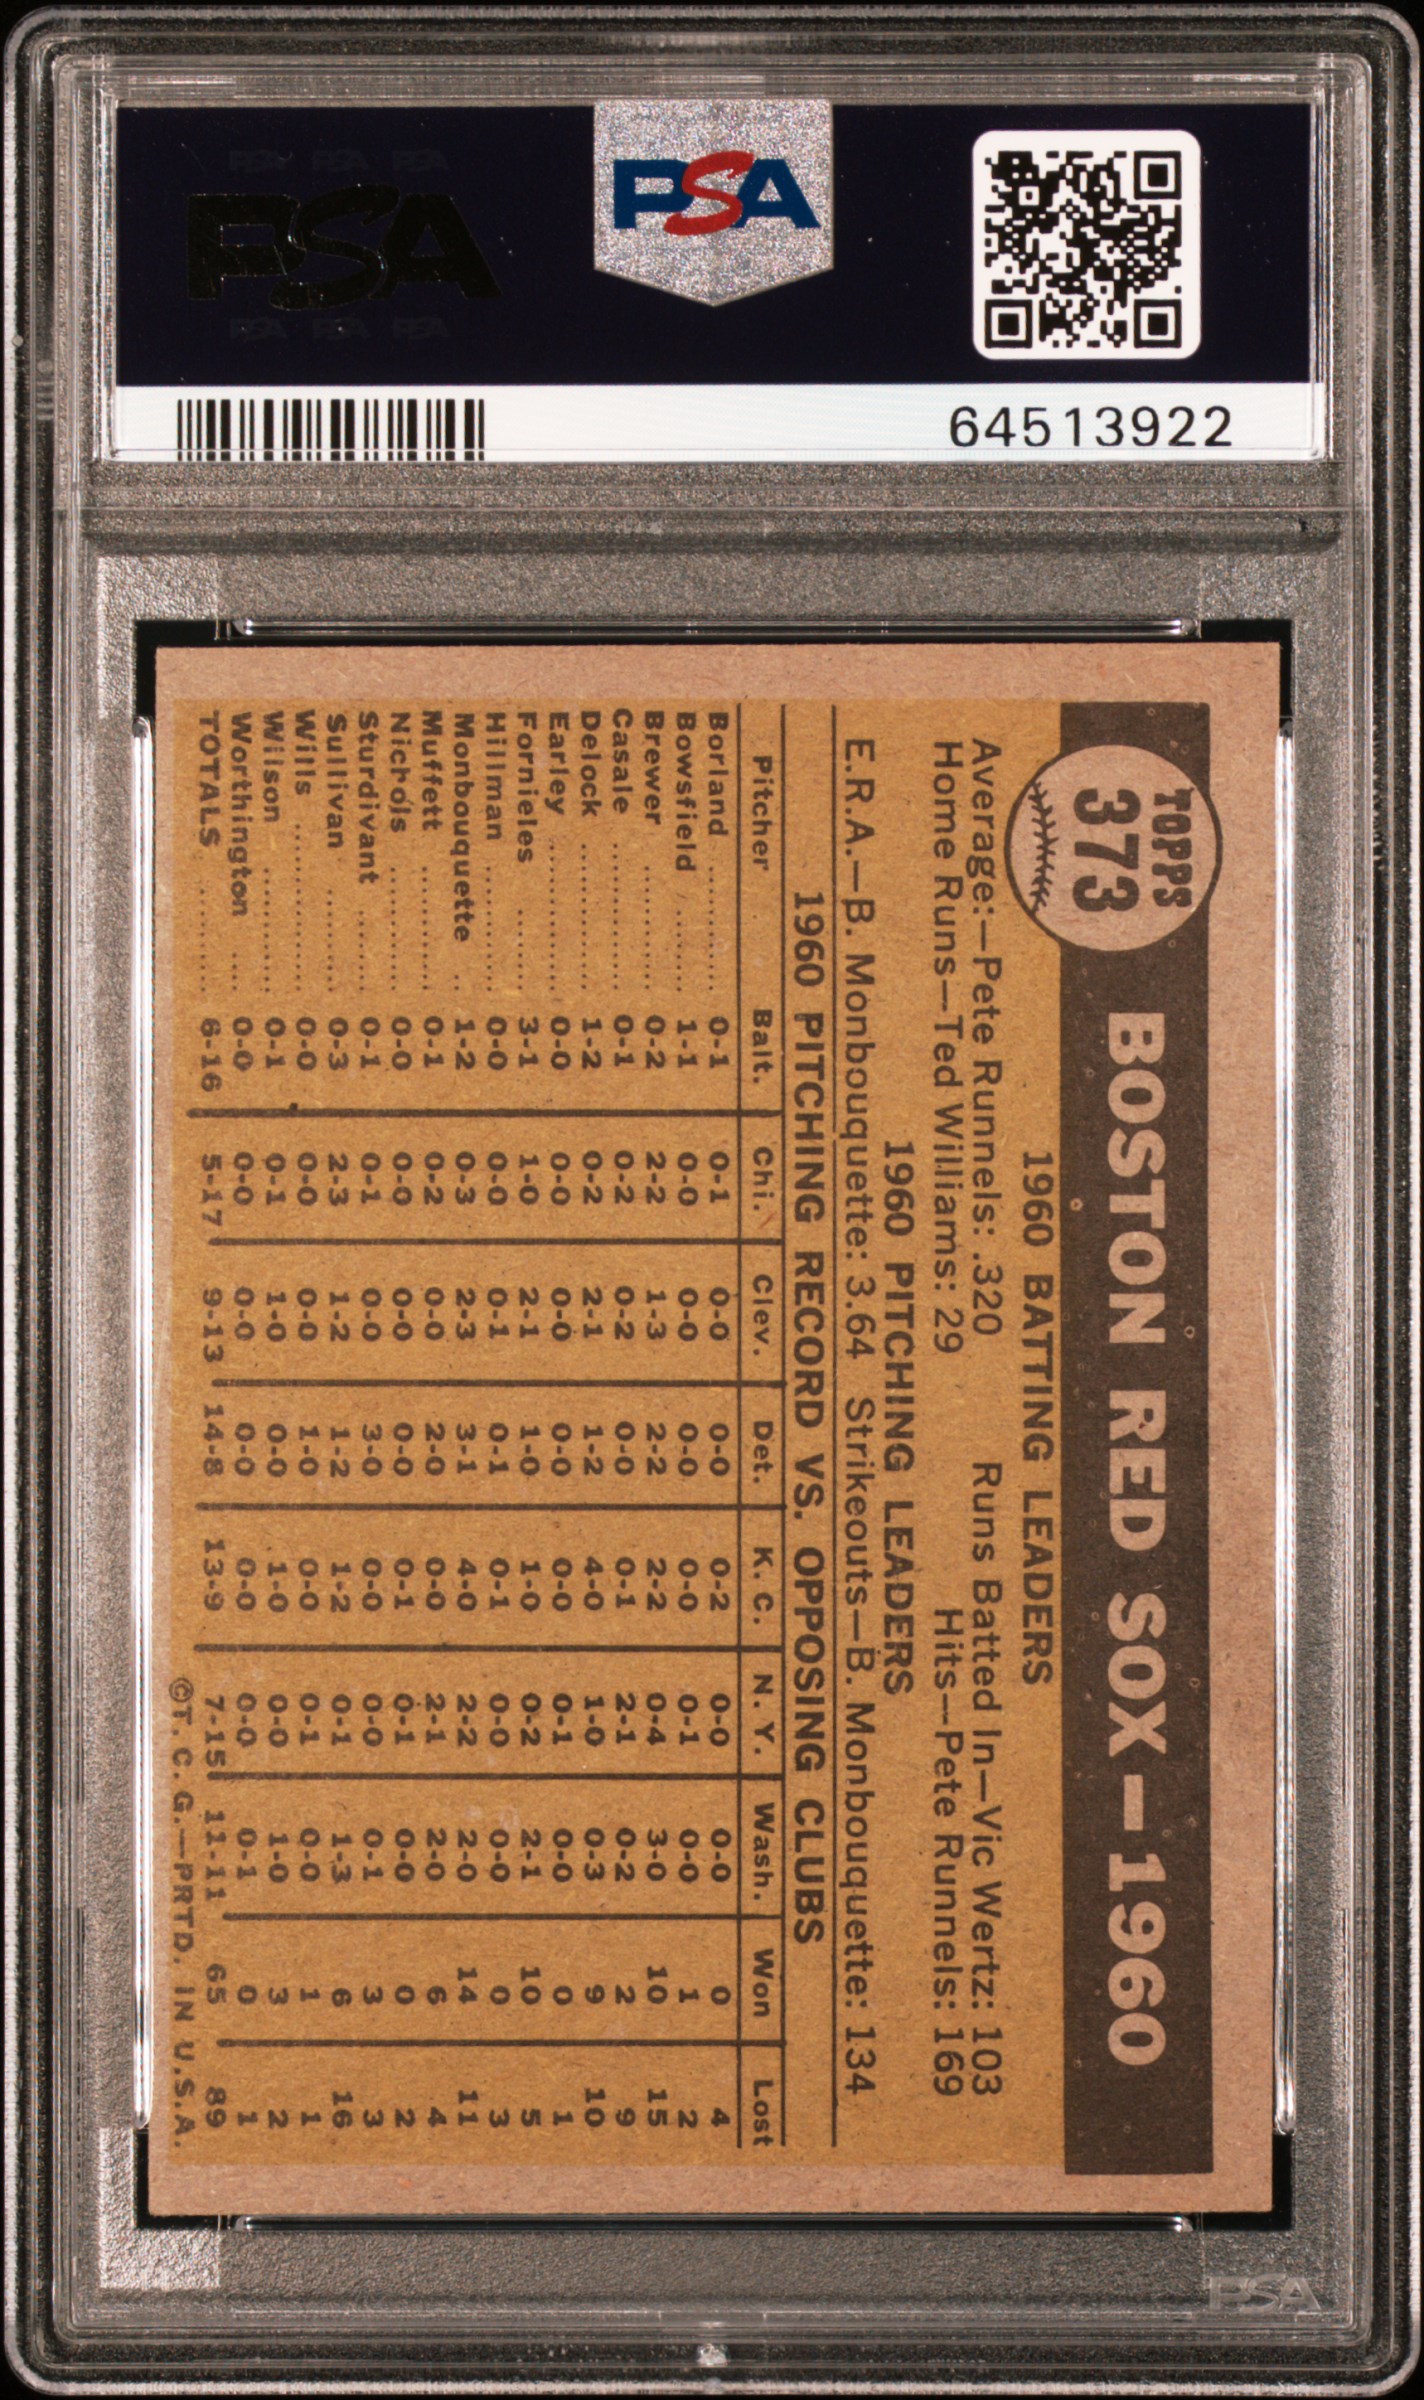 PSA
PSA PSA PSA
PSA
PSA PSA PSA
64513922
TOPPS
373
BOSTON RED SOX—1960
1960 BATTING LEADERS
Average:—Pete Runnels: .320 Runs Batted In—Vic Wertz: 103
Home Runs—Ted Williams: 29 Hits—Pete Runnels: 169
1960 PITCHING LEADERS
E.R.A.—B. Monbouquette: 3.64 Strikeouts—B. Monbouquette: 134
1960 PITCHING RECORD VS. OPPOSING CLUBS
Pitcher Balt. Chi. Clev. Det. K. C. N. Y. Wash. Won Lost
Borland .......... 0-1 0-1 0-0 0-0 0-2 0-0 0-0 0 4
Bowsfield ........ 1-1 0-0 0-0 0-0 0-0 0-1 0-0 1 2
Brewer .......... 0-2 2-2 1-3 2-2 2-2 0-4 3-0 10 15
Casale ............ 0-1 0-2 0-2 0-0 0-1 2-1 0-2 2 9
Delock ............ 1-2 0-2 2-1 1-2 4-0 1-0 0-3 9 10
Earley ............ 0-0 0-0 0-0 0-0 0-0 0-1 0-0 0 1
Fornieles ........ 3-1 1-0 2-1 1-0 1-0 0-2 2-1 10 5
Hillman .......... 0-0 0-0 0-1 0-1 0-1 0-0 0-0 0 3
Monbouquette .. 1-2 0-3 2-3 3-1 4-0 2-2 2-0 14 11
Muffett .......... 0-1 0-2 0-0 2-0 0-0 2-1 2-0 6 4
Nichols .......... 0-0 0-0 0-0 0-0 0-1 0-1 0-0 0 2
Sturdivant ....... 0-1 0-1 0-0 3-0 0-0 0-0 0-1 3 3
Sullivan .......... 0-3 2-3 1-2 1-2 1-2 0-1 1-3 6 16
Wills .............. 0-0 0-0 0-0 1-0 0-0 0-1 0-0 1 1
Wilson ............ 0-1 0-1 1-0 0-0 1-0 0-0 1-0 3 2
Worthington .... 0-0 0-0 0-0 0-0 0-0 0-0 0-1 0 1
TOTALS .......... 6-16 5-17 9-13 14-8 13-9 7-15 11-11 65 89
©T. C. G.—PRTD. IN U.S.A.
PSA